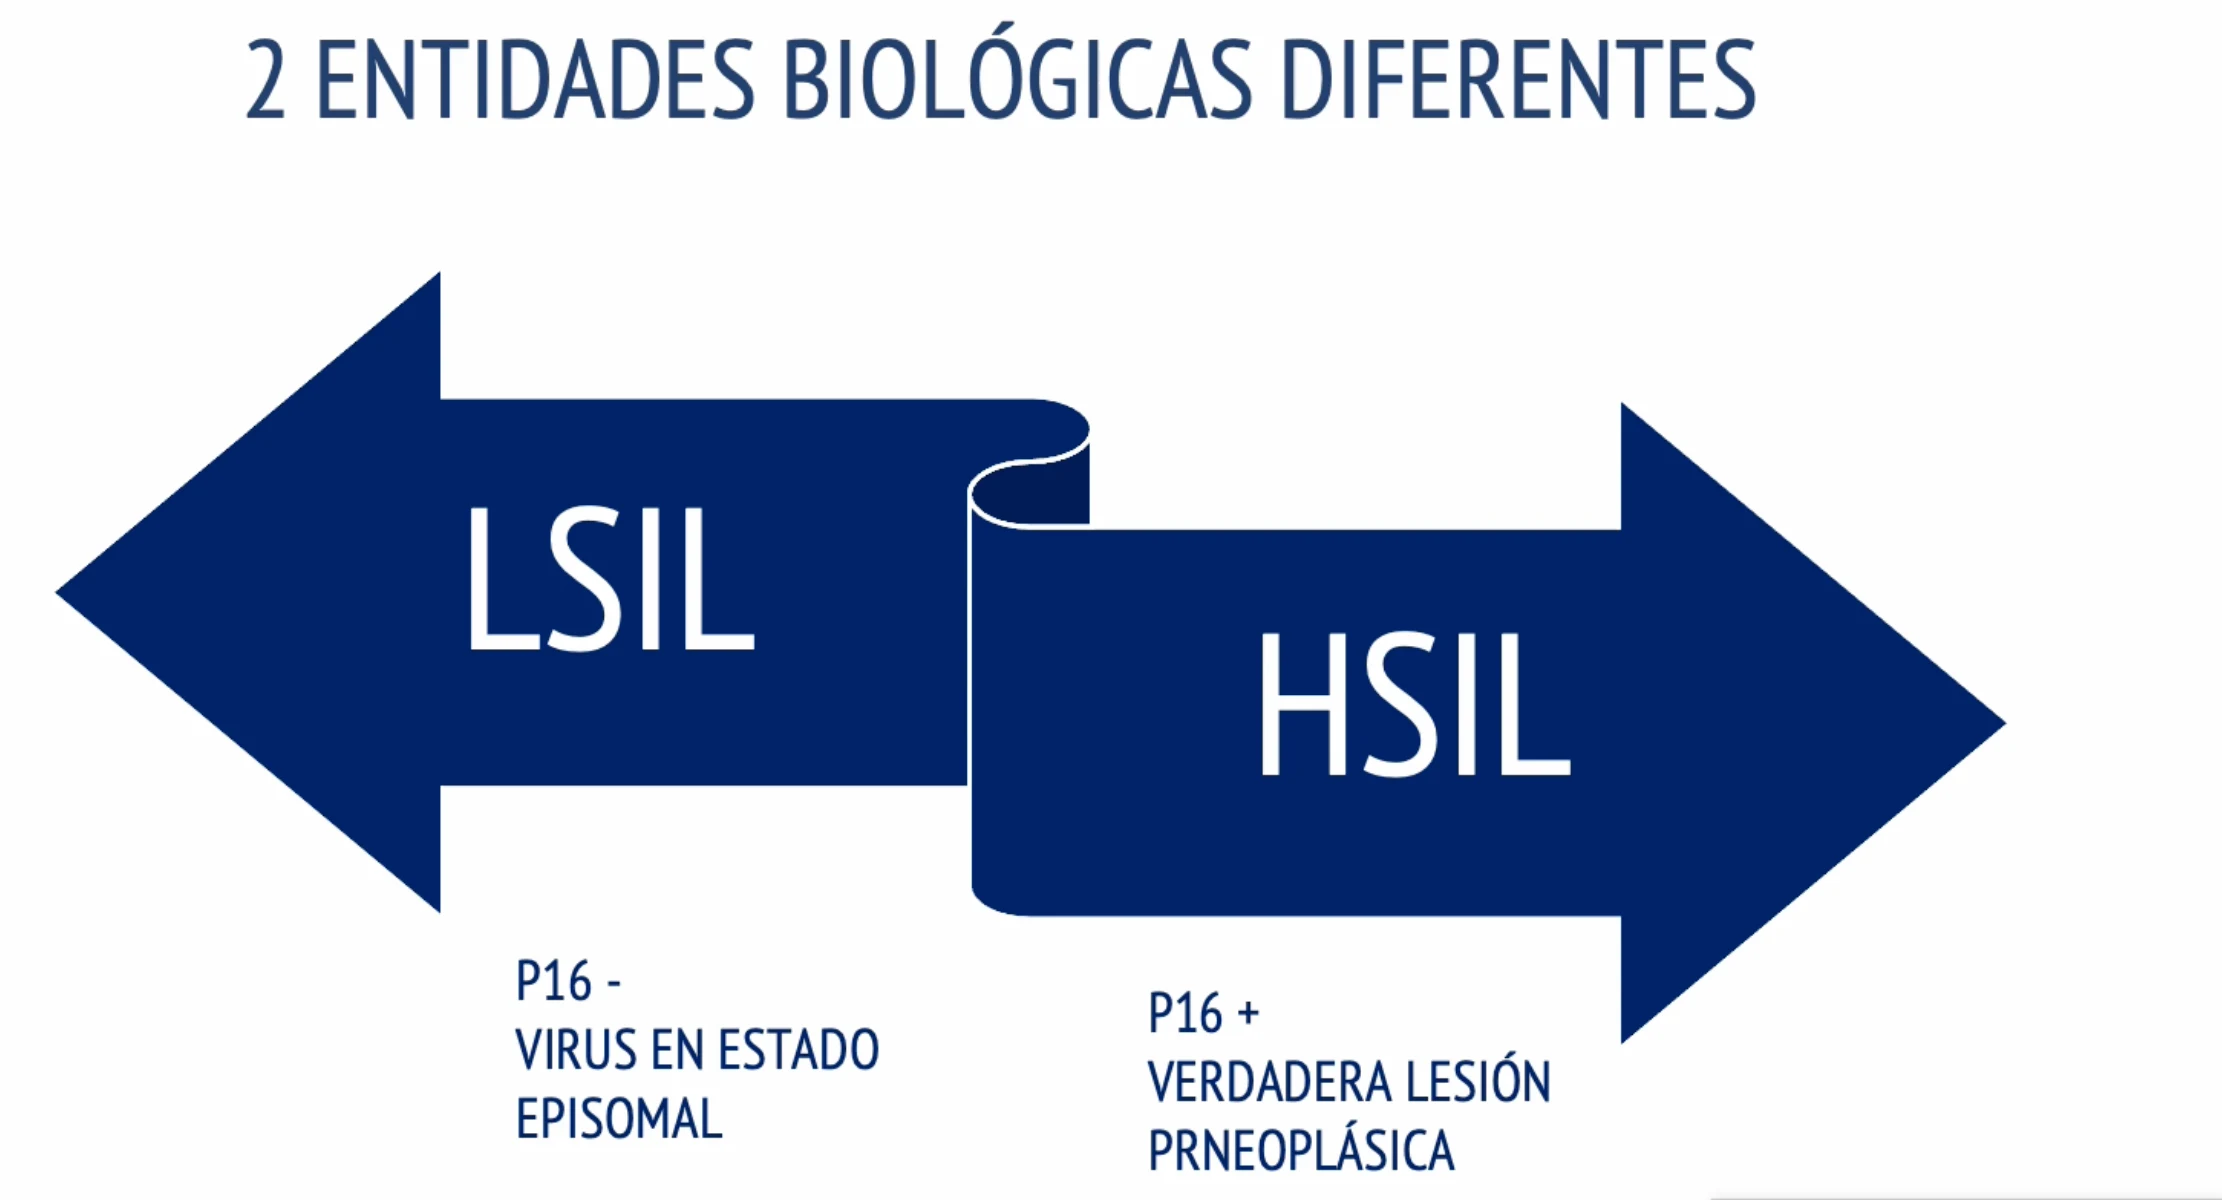 2 ENTIDADES BIOLÓGICAS DIFERENTES
LSIL
HSIL
P16 -
VIRUS EN ESTADO
EPISOMAL
P16 +
VERDADERA LESIÓN
PRNEOPLÁSICA